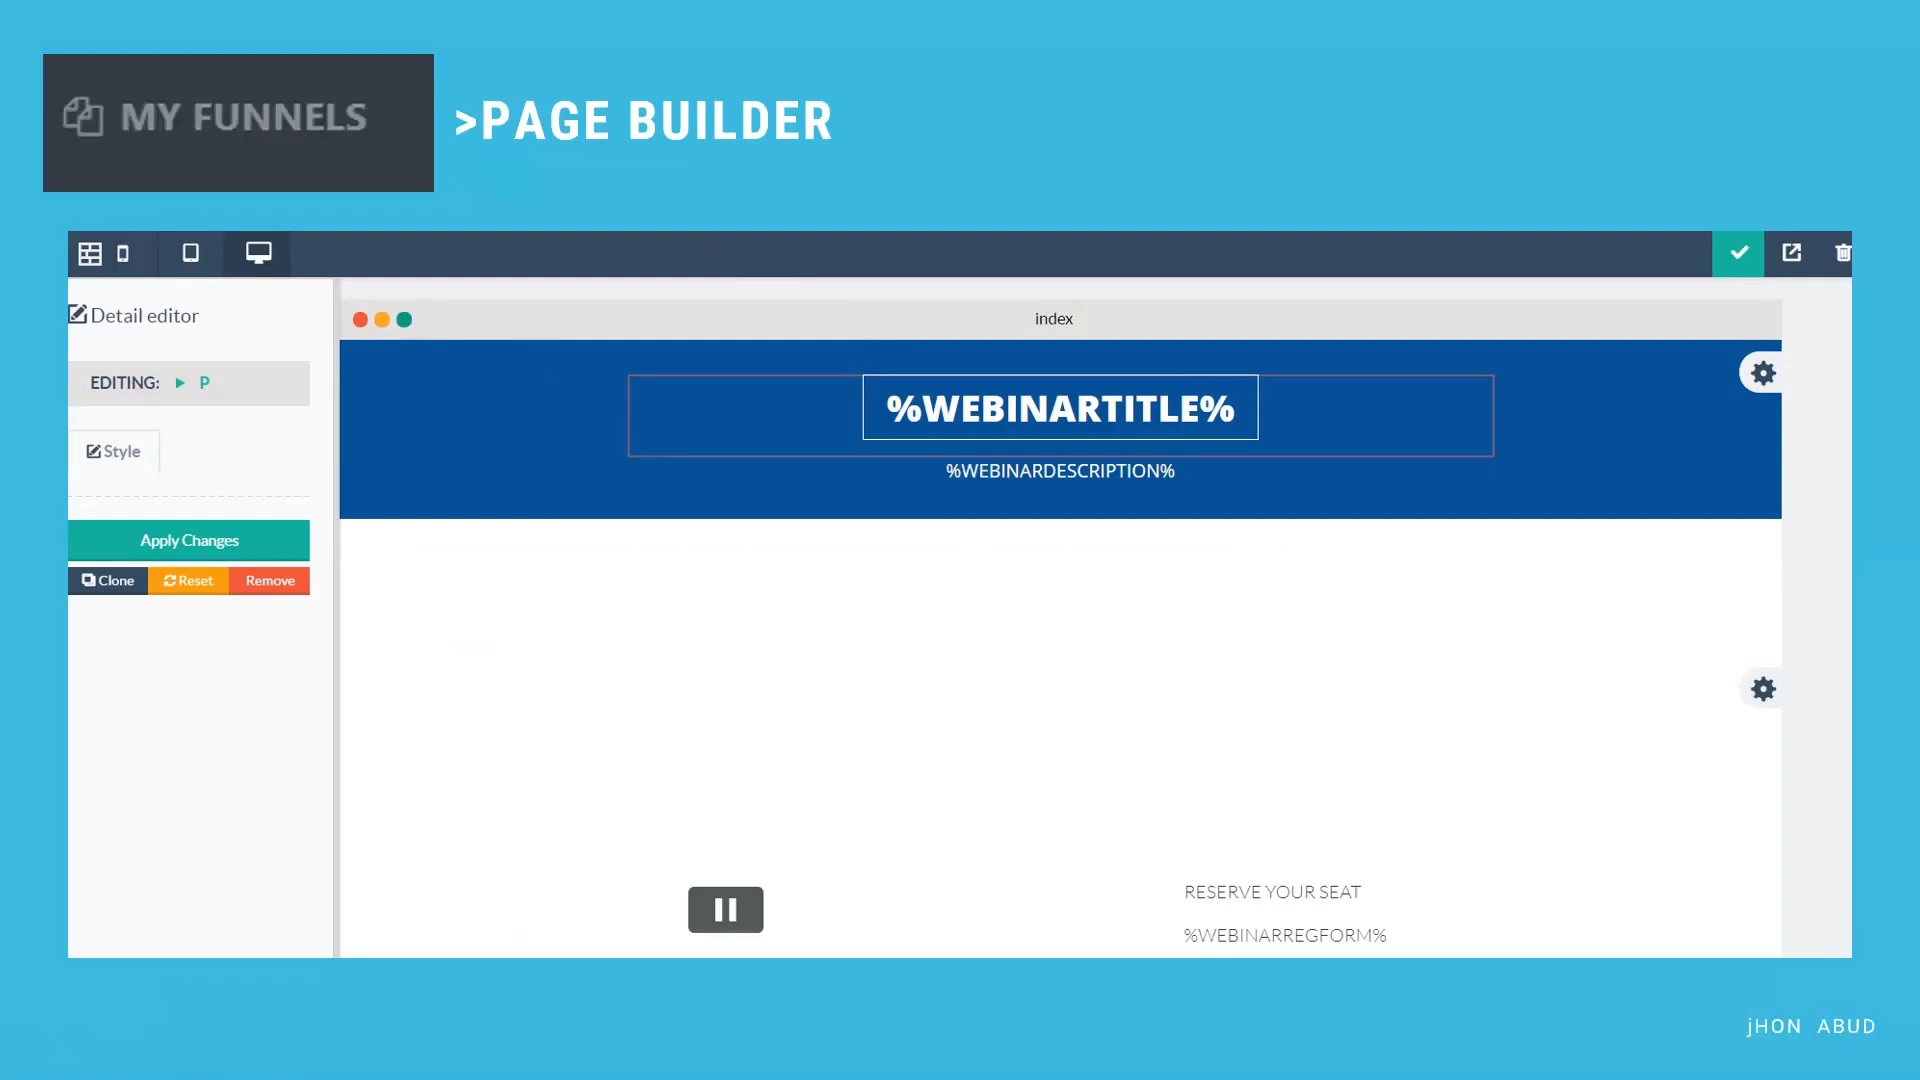 MY FUNNELS
>PAGE BUILDER
Detail editor
index
EDITING: P
%WEBINARTITLE%
Style
%WEBINARDESCRIPTION%
Apply Changes
Clone Reset Remove
RESERVE YOUR SEAT
%WEBINARREGFORM%
jHON ABUD